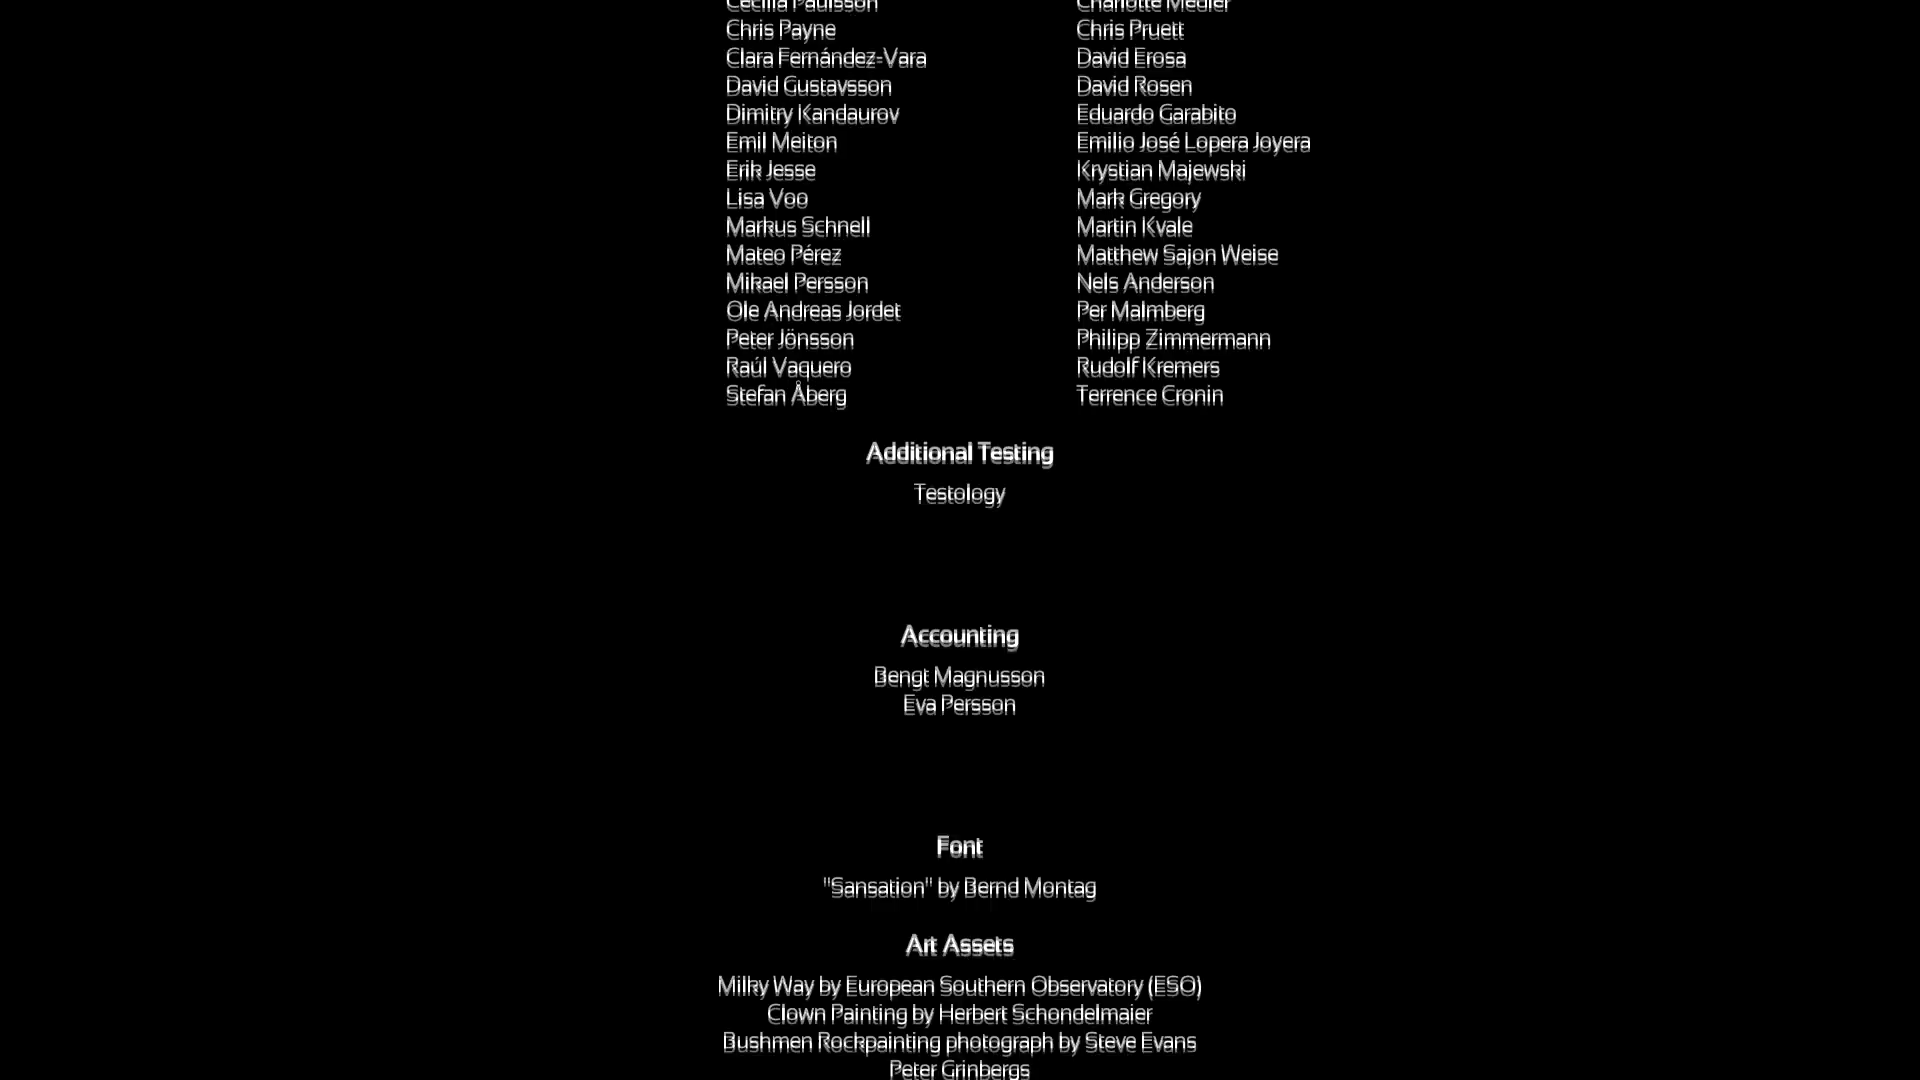 Cecilia Paulsson Charlotte Medler
Chris Payne Chris Pruett
Clara Fernández-Vara David Erosa
David Gustavsson David Rosen
Dimitry Kandaurov Eduardo Garabito
Emil Meiton Emilio José Lopera Joyera
Erik Jesse Krystian Majewski
Lisa Voo Mark Gregory
Markus Schnell Martin Kvale
Mateo Pérez Matthew Sajon Weise
Mikael Persson Nels Anderson
Ole Andreas Jordet Per Malmberg
Peter Jönsson Philipp Zimmermann
Raúl Vaquero Rudolf Kremers
Stefan Åberg Terrence Cronin
Additional Testing
Testology
Accounting
Bengt Magnusson
Eva Persson
Font
"Sansation" by Bernd Montag
Art Assets
Milky Way by European Southern Observatory (ESO)
Clown Painting by Herbert Schondelmaier
Bushmen Rockpainting photograph by Steve Evans
Peter Grinbergs